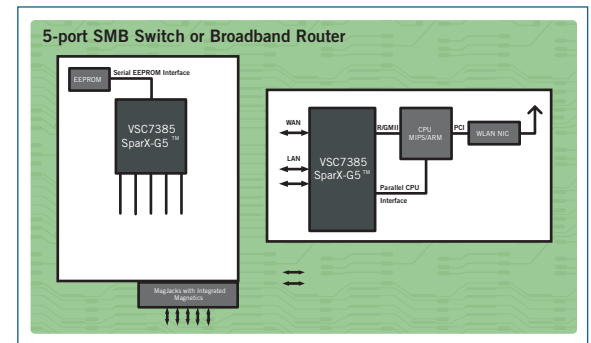 5-port SMB Switch or Broadband Router
EEPROM
Serial EEPROM Interface
VSC7385
SparX-G5™
MagJacks with Integrated
Magnetics
WAN
LAN
VSC7385
SparX-G5™
R/GMII
CPU
MIPS/ARM
PCI
WLAN NIC
Parallel CPU
Interface